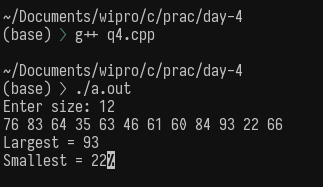 ~/Documents/wipro/c/prac/day-4
(base) > g++ q4.cpp
~/Documents/wipro/c/prac/day-4
(base) > ./a.out
Enter size: 12
76 83 64 35 63 46 61 60 84 93 22 66
Largest = 93
Smallest = 22%